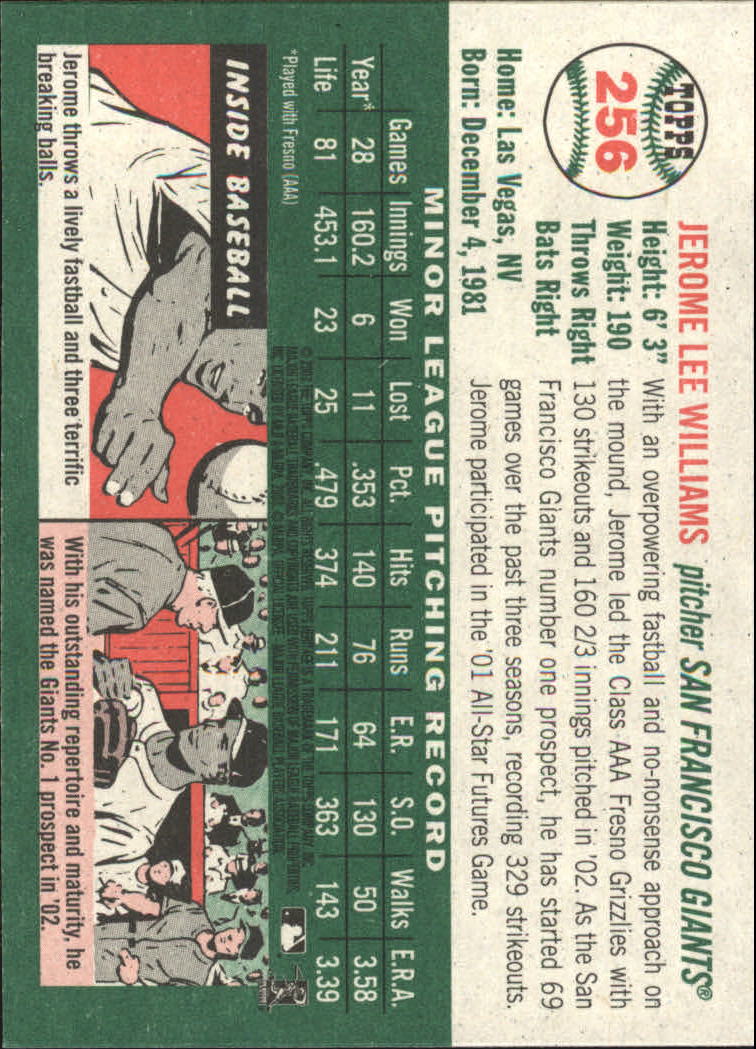 TOPPS
256
JEROME LEE WILLIAMS pitcher SAN FRANCISCO GIANTS®
Height: 6' 3"
Weight: 190
Throws Right
Bats Right
Home: Las Vegas, NV
Born: December 4, 1981
With an overpowering fastball and no-nonsense approach on
the mound, Jerome led the Class AAA Fresno Grizzlies with
130 strikeouts and 160 2/3 innings pitched in '02. As the San
Francisco Giants number one prospect, he has started 69
games over the past three seasons, recording 329 strikeouts.
Jerome participated in the '01 All-Star Futures Game.
MINOR LEAGUE PITCHING RECORD
Games Innings Won Lost Pct. Hits Runs E.R. S.O. Walks E.R.A.
Year* 28 160.2 6 11 .353 140 76 64 130 50 3.58
Life 81 453.1 23 25 .479 374 211 171 363 143 3.39
*Played with Fresno (AAA)
INSIDE BASEBALL
Jerome throws a lively fastball and three terrific
breaking balls.
With his outstanding repertoire and maturity, he
was named the Giants No. 1 prospect in '02.